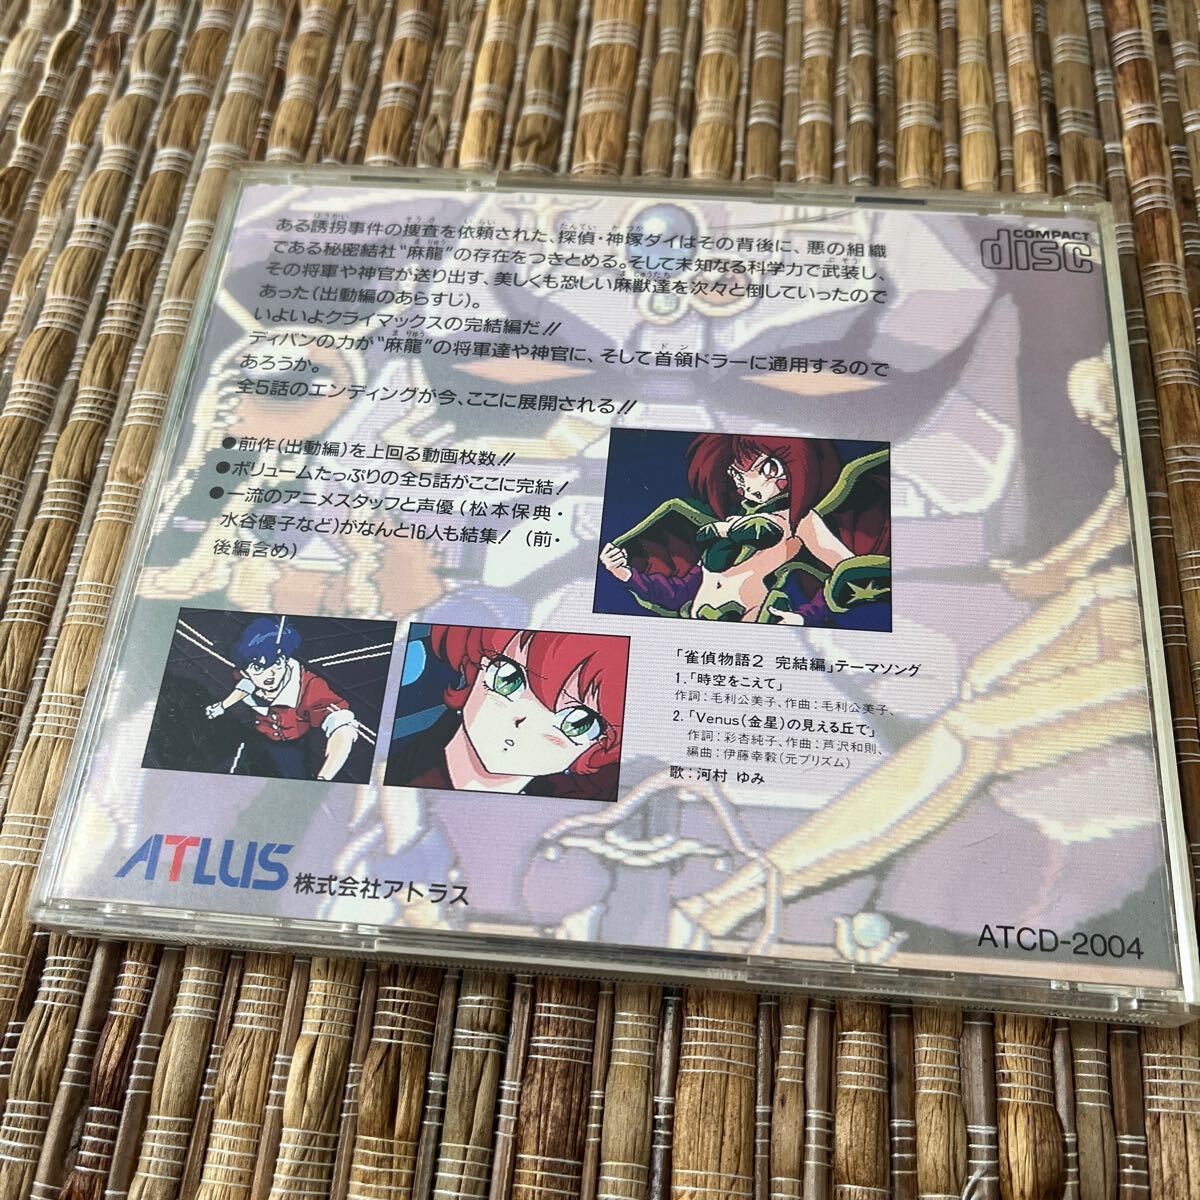 ある誘拐事件の捜査を依頼された、探偵・神塚ダイはその背後に、悪の組織
である秘密結社“麻龍”の存在をつきとめる。そして未知なる科学力で武装し、
その将軍や神官が送り出す、美しくも恐しい麻獣達を次々と倒していったので
あった(出動編のあらすじ)。
いよいよクライマックスの完結編だ!!
ディバンの力が“麻龍”の将軍達や神官に、そして首領ドラーに通用するので
あろうか。
全5話のエンディングが今、ここに展開される!!
COMPACT
disc
●前作(出動編)を上回る動画枚数!!
●ボリュームたっぷりの全5話がここに完結!
●一流のアニメスタッフと声優(松本保典・
水谷優子など)がなんと16人も結集!(前・
後編含め)
「雀偵物語2 完結編」テーマソング
1.「時空をこえて」
作詞:毛利公美子、作曲:毛利公美子、
2.「Venus(金星)の見える丘で」
作詞:彩杏純子、作曲:芦沢和則、
編曲:伊藤幸毅(元プリズム)
歌:河村 ゆみ
ATLUS 株式会社アトラス
ATCD-2004